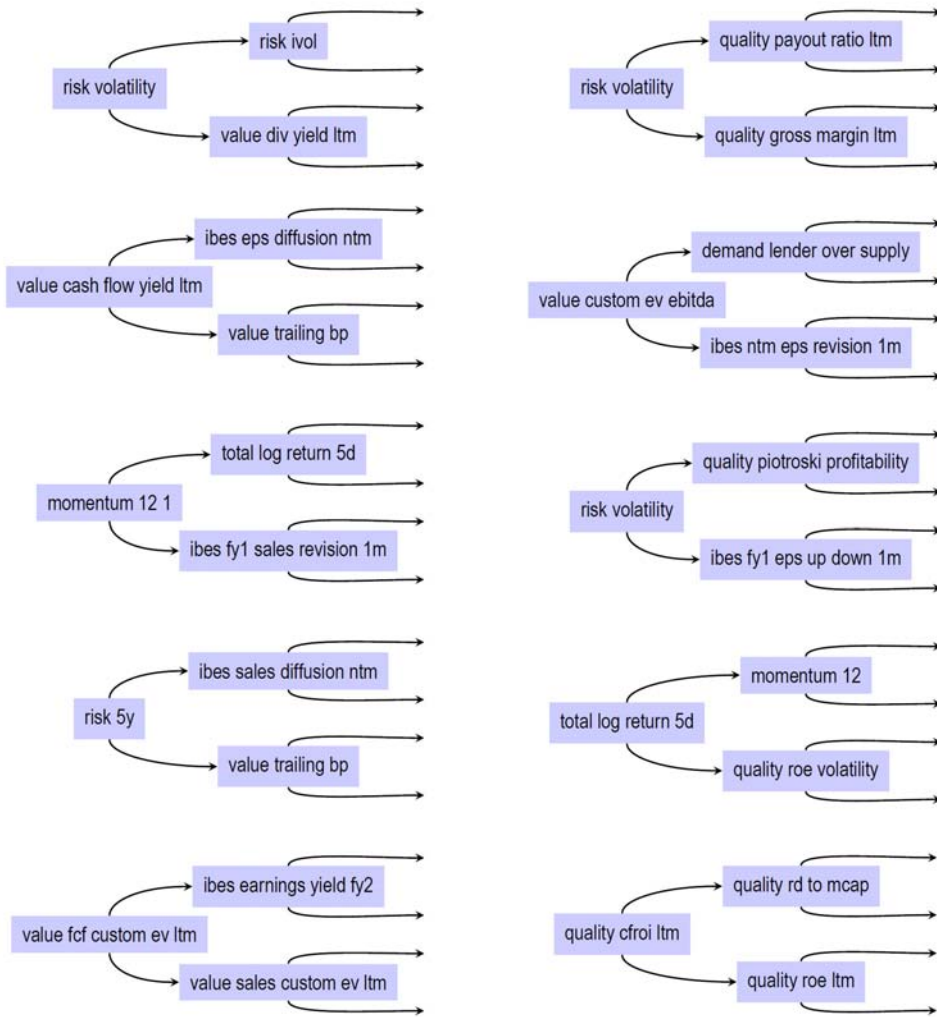 risk ivol
risk volatility
value div yield ltm
quality payout ratio ltm
risk volatility
quality gross margin ltm
ibes eps diffusion ntm
value cash flow yield ltm
value trailing bp
demand lender over supply
value custom ev ebitda
ibes ntm eps revision 1m
total log return 5d
momentum 12 1
ibes fy1 sales revision 1m
quality piotroski profitability
risk volatility
ibes fy1 eps up down 1m
ibes sales diffusion ntm
risk 5y
value trailing bp
momentum 12
total log return 5d
quality roe volatility
ibes earnings yield fy2
value fcf custom ev ltm
value sales custom ev ltm
quality rd to mcap
quality cfroi ltm
quality roe ltm